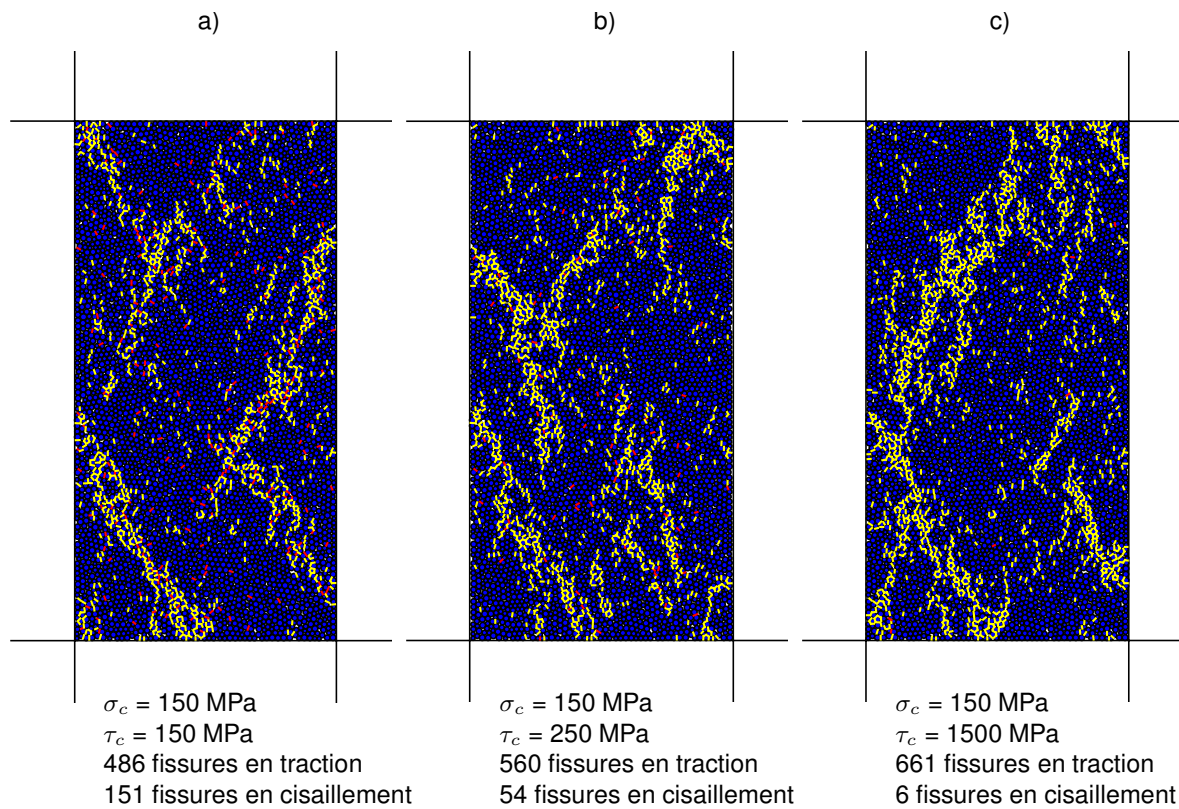 a)
b)
c)
σc = 150 MPa
τc = 150 MPa
486 fissures en traction
151 fissures en cisaillement
σc = 150 MPa
τc = 250 MPa
560 fissures en traction
54 fissures en cisaillement
σc = 150 MPa
τc = 1500 MPa
661 fissures en traction
6 fissures en cisaillement